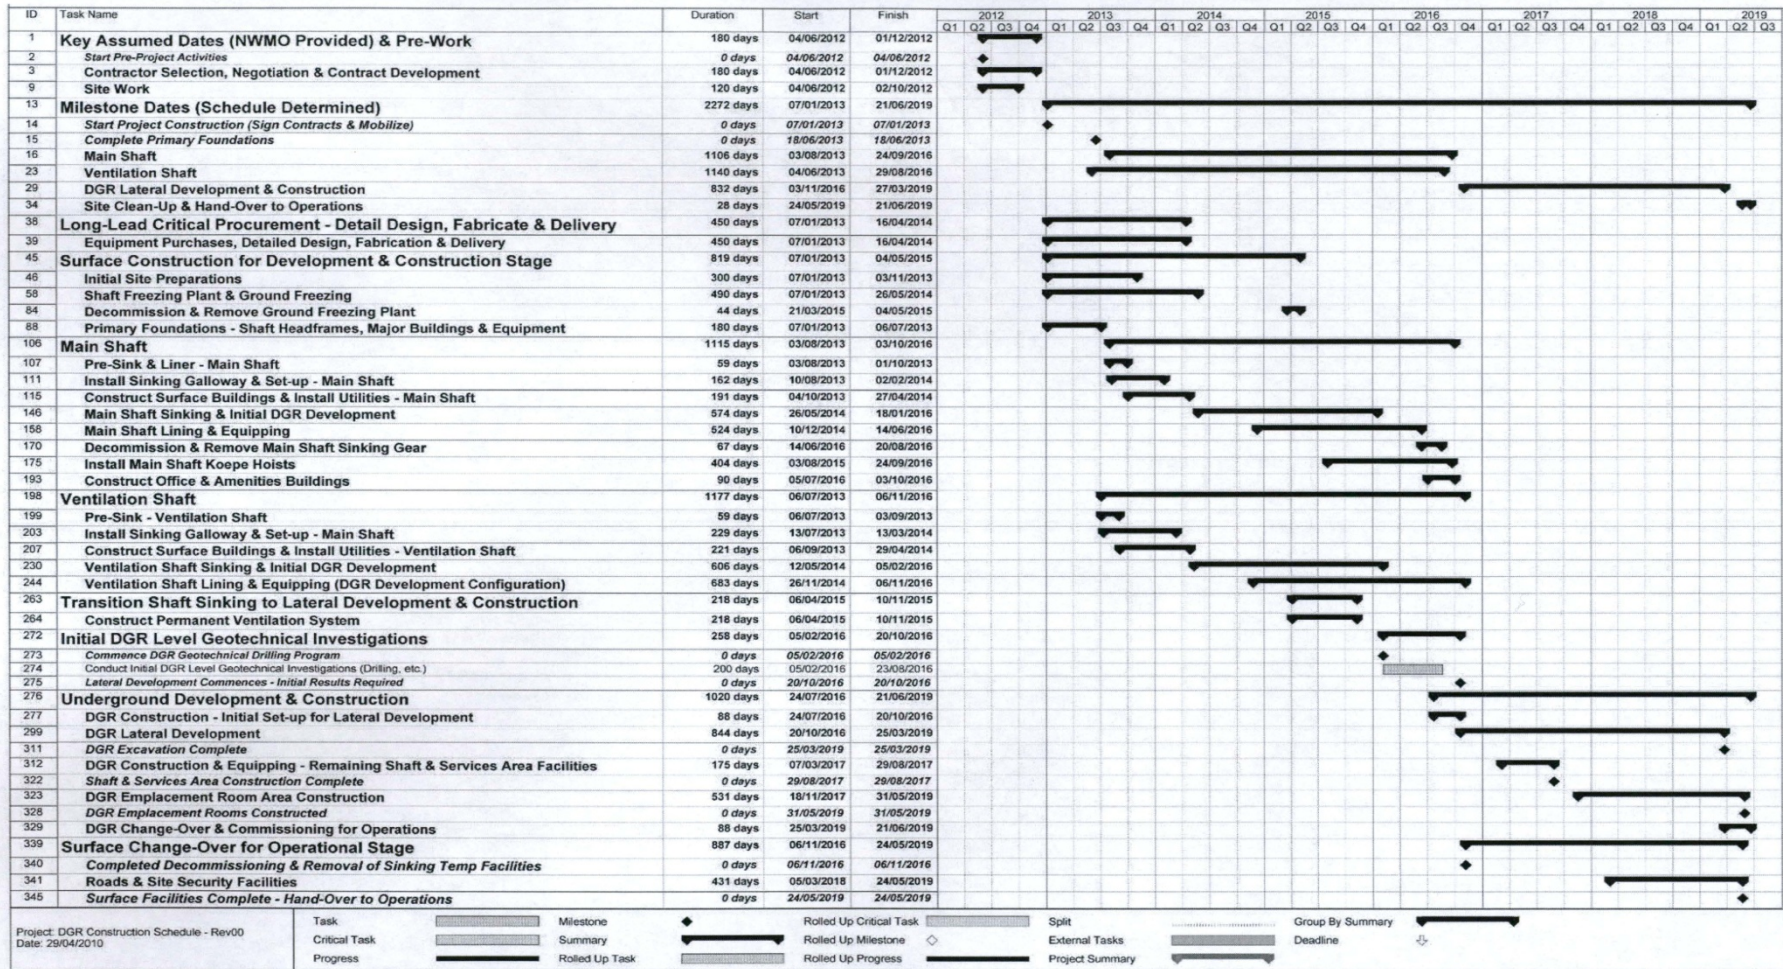 ID Task Name Duration Start Finish 2012 2013 2014 2015 2016 2017 2018 2019
Q1 Q2 Q3 Q4 Q1 Q2 Q3 Q4 Q1 Q2 Q3 Q4 Q1 Q2 Q3 Q4 Q1 Q2 Q3 Q4 Q1 Q2 Q3 Q4 Q1 Q2 Q3 Q4 Q1 Q2 Q3
1 Key Assumed Dates (NWMO Provided) & Pre-Work 180 days 04/06/2012 01/12/2012
2 Start Pre-Project Activities 0 days 04/06/2012 04/06/2012
3 Contractor Selection, Negotiation & Contract Development 180 days 04/06/2012 01/12/2012
9 Site Work 120 days 04/06/2012 02/10/2012
13 Milestone Dates (Schedule Determined) 2272 days 07/01/2013 21/06/2019
14 Start Project Construction (Sign Contracts & Mobilize) 0 days 07/01/2013 07/01/2013
15 Complete Primary Foundations 0 days 18/06/2013 18/06/2013
16 Main Shaft 1106 days 03/08/2013 24/09/2016
23 Ventilation Shaft 1140 days 04/06/2013 29/08/2016
29 DGR Lateral Development & Construction 832 days 03/11/2016 27/03/2019
34 Site Clean-Up & Hand-Over to Operations 28 days 24/05/2019 21/06/2019
38 Long-Lead Critical Procurement - Detail Design, Fabricate & Delivery 450 days 07/01/2013 16/04/2014
39 Equipment Purchases, Detailed Design, Fabrication & Delivery 450 days 07/01/2013 16/04/2014
45 Surface Construction for Development & Construction Stage 819 days 07/01/2013 04/05/2015
46 Initial Site Preparations 300 days 07/01/2013 03/11/2013
58 Shaft Freezing Plant & Ground Freezing 490 days 07/01/2013 26/05/2014
84 Decommission & Remove Ground Freezing Plant 44 days 21/03/2015 04/05/2015
88 Primary Foundations - Shaft Headframes, Major Buildings & Equipment 180 days 07/01/2013 06/07/2013
106 Main Shaft 1115 days 03/08/2013 03/10/2016
107 Pre-Sink & Liner - Main Shaft 59 days 03/08/2013 01/10/2013
111 Install Sinking Galloway & Set-up - Main Shaft 162 days 10/08/2013 02/02/2014
115 Construct Surface Buildings & Install Utilities - Main Shaft 191 days 04/10/2013 27/04/2014
146 Main Shaft Sinking & Initial DGR Development 574 days 26/05/2014 18/01/2016
158 Main Shaft Lining & Equipping 524 days 10/12/2014 14/06/2016
170 Decommission & Remove Main Shaft Sinking Gear 67 days 14/06/2016 20/08/2016
175 Install Main Shaft Koepe Hoists 404 days 03/08/2015 24/09/2016
193 Construct Office & Amenities Buildings 90 days 05/07/2016 03/10/2016
198 Ventilation Shaft 1177 days 06/07/2013 06/11/2016
199 Pre-Sink - Ventilation Shaft 59 days 06/07/2013 03/09/2013
203 Install Sinking Galloway & Set-up - Main Shaft 229 days 13/07/2013 13/03/2014
207 Construct Surface Buildings & Install Utilities - Ventilation Shaft 221 days 06/09/2013 29/04/2014
230 Ventilation Shaft Sinking & Initial DGR Development 606 days 12/05/2014 05/02/2016
244 Ventilation Shaft Lining & Equipping (DGR Development Configuration) 683 days 26/11/2014 06/11/2016
263 Transition Shaft Sinking to Lateral Development & Construction 218 days 06/04/2015 10/11/2015
264 Construct Permanent Ventilation System 218 days 06/04/2015 10/11/2015
272 Initial DGR Level Geotechnical Investigations 258 days 05/02/2016 20/10/2016
273 Commence DGR Geotechnical Drilling Program 0 days 05/02/2016 05/02/2016
274 Conduct Initial DGR Level Geotechnical Investigations (Drilling, etc.) 200 days 05/02/2016 23/08/2016
275 Lateral Development Commences - Initial Results Required 0 days 20/10/2016 20/10/2016
276 Underground Development & Construction 1020 days 24/07/2016 21/06/2019
277 DGR Construction - Initial Set-up for Lateral Development 88 days 24/07/2016 20/10/2016
299 DGR Lateral Development 844 days 20/10/2016 25/03/2019
311 DGR Excavation Complete 0 days 25/03/2019 25/03/2019
312 DGR Construction & Equipping - Remaining Shaft & Services Area Facilities 175 days 07/03/2017 29/08/2017
322 Shaft & Services Area Construction Complete 0 days 29/08/2017 29/08/2017
323 DGR Emplacement Room Area Construction 531 days 18/11/2017 31/05/2019
328 DGR Emplacement Rooms Constructed 0 days 31/05/2019 31/05/2019
329 DGR Change-Over & Commissioning for Operations 88 days 25/03/2019 21/06/2019
339 Surface Change-Over for Operational Stage 887 days 06/11/2016 24/05/2019
340 Completed Decommissioning & Removal of Sinking Temp Facilities 0 days 06/11/2016 06/11/2016
341 Roads & Site Security Facilities 431 days 05/03/2018 24/05/2019
345 Surface Facilities Complete - Hand-Over to Operations 0 days 24/05/2019 24/05/2019
Project: DGR Construction Schedule - Rev00
Date: 29/04/2010
Task Milestone Rolled Up Critical Task Split Group By Summary
Critical Task Summary Rolled Up Milestone External Tasks Deadline
Progress Rolled Up Task Rolled Up Progress Project Summary